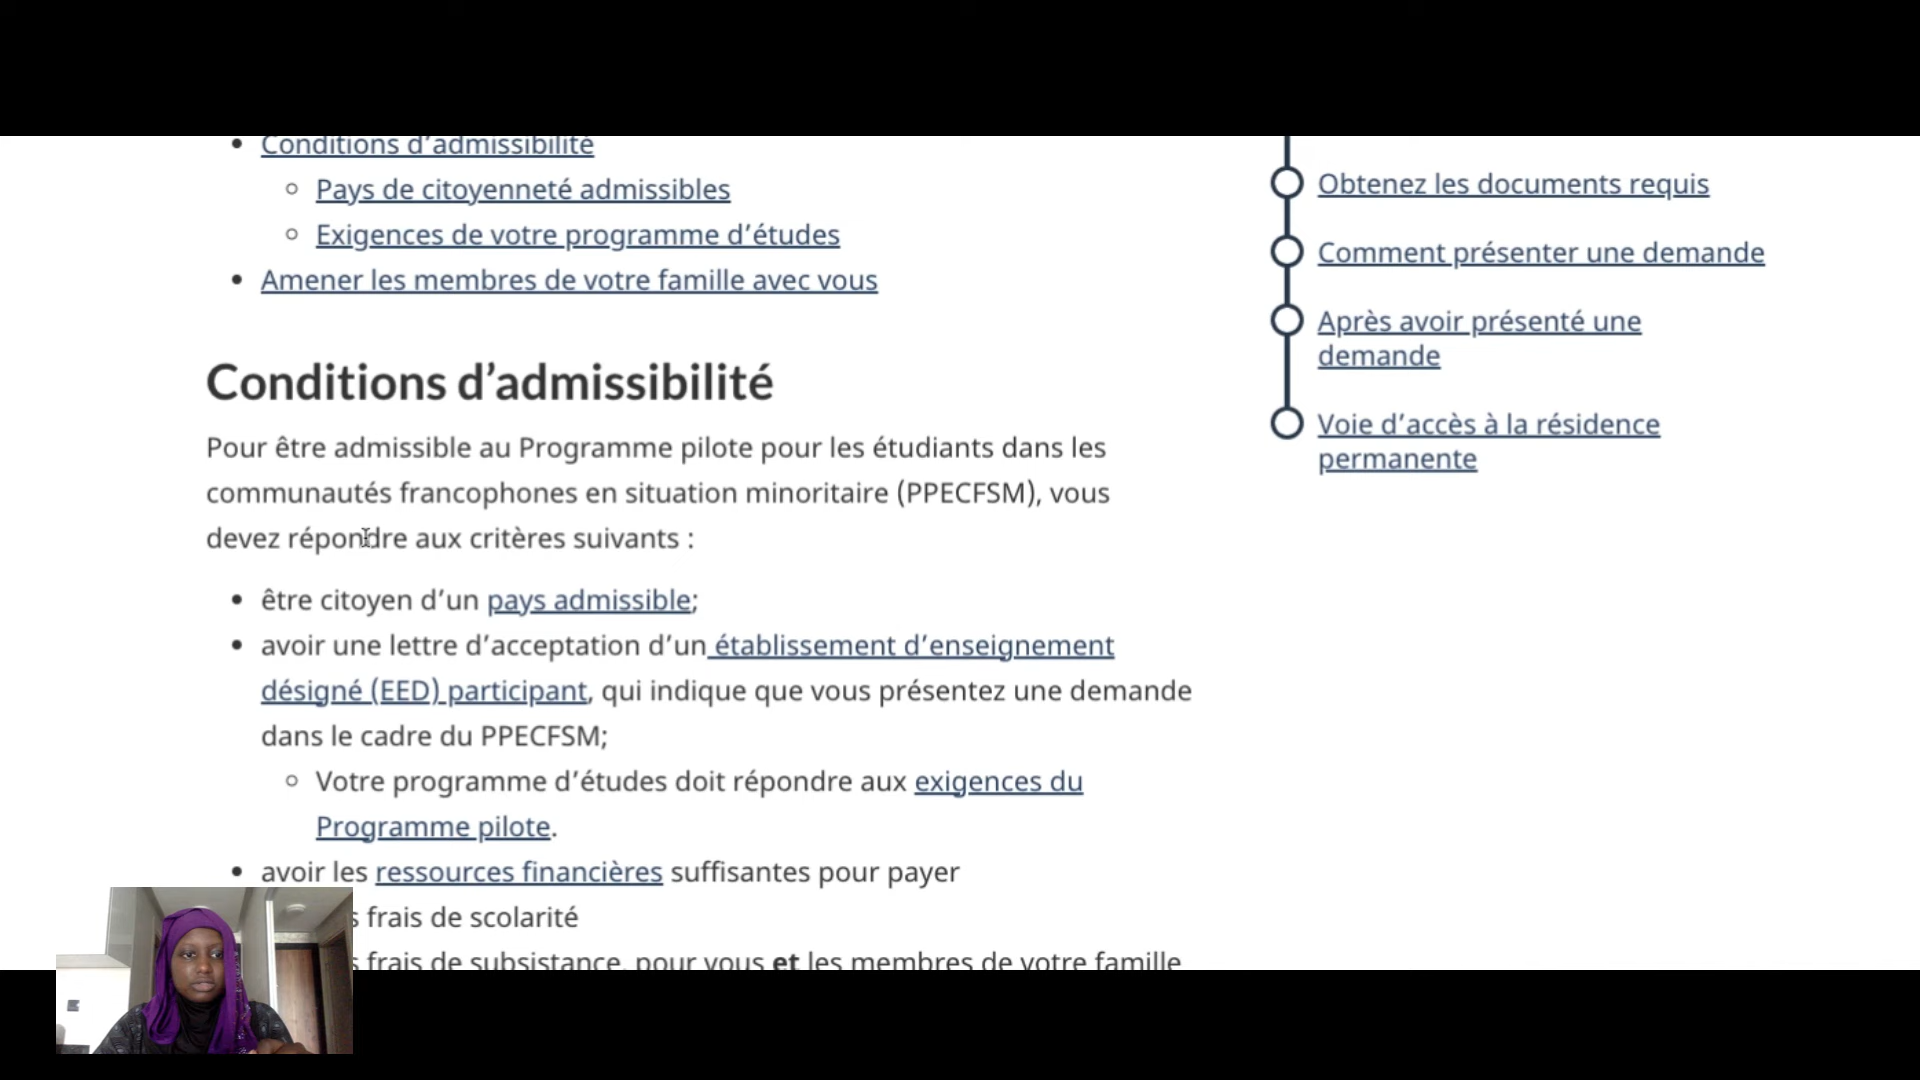 Conditions d’admissibilité
Pays de citoyenneté admissibles
Exigences de votre programme d’études
Amener les membres de votre famille avec vous
Conditions d’admissibilité
Pour être admissible au Programme pilote pour les étudiants dans les
communautés francophones en situation minoritaire (PPECFSM), vous
devez répondre aux critères suivants :
être citoyen d’un pays admissible;
avoir une lettre d’acceptation d’un établissement d’enseignement
désigné (EED) participant, qui indique que vous présentez une demande
dans le cadre du PPECFSM;
Votre programme d’études doit répondre aux exigences du
Programme pilote.
avoir les ressources financières suffisantes pour payer
frais de scolarité
frais de subsistance, pour vous et les membres de votre famille
Obtenez les documents requis
Comment présenter une demande
Après avoir présenté une
demande
Voie d’accès à la résidence
permanente